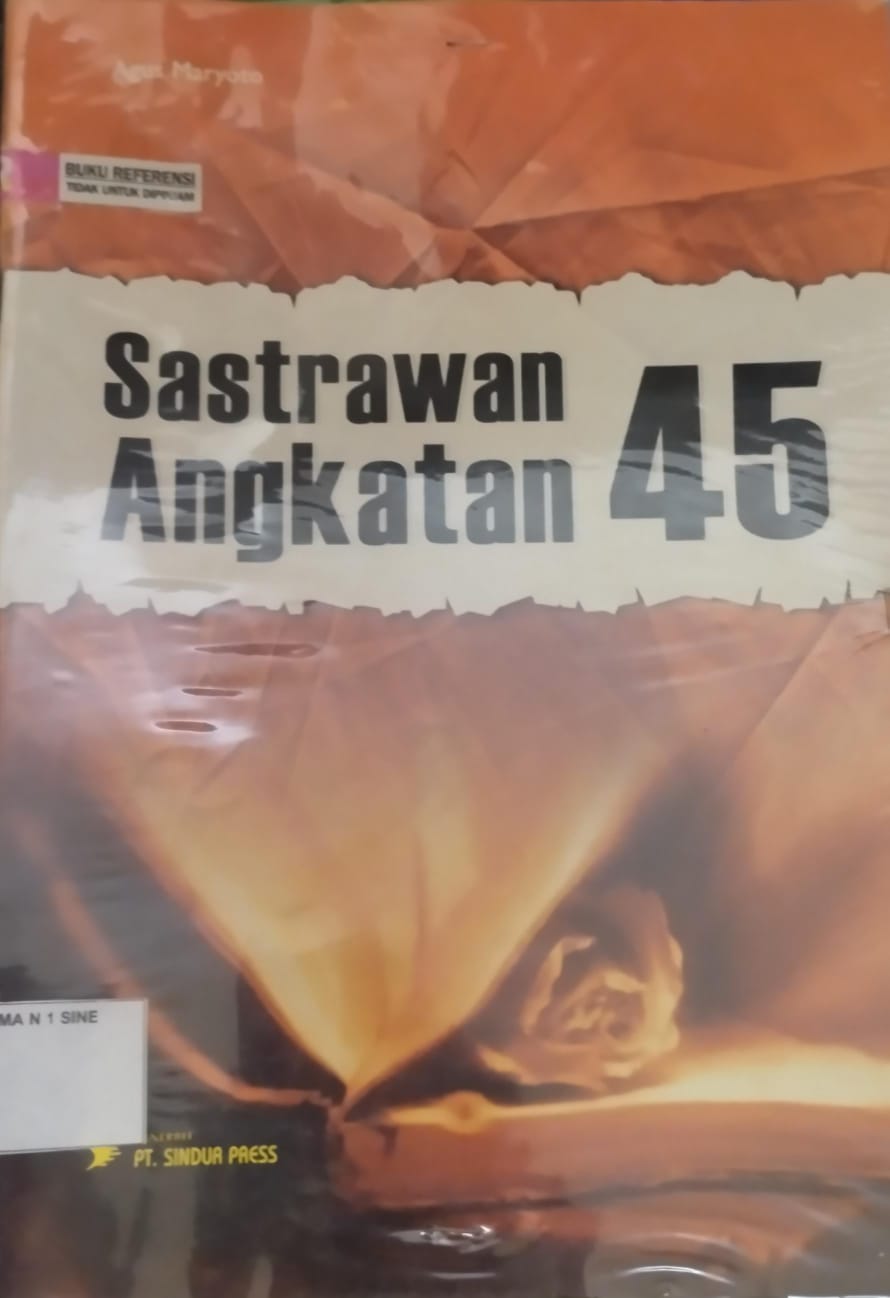 Agus Maryoto
BUKU REFERENSI
TIDAK UNTUK DIPINJAM
Sastrawan
Angkatan 45
MA N 1 SINE
PT. SINDUR PRESS